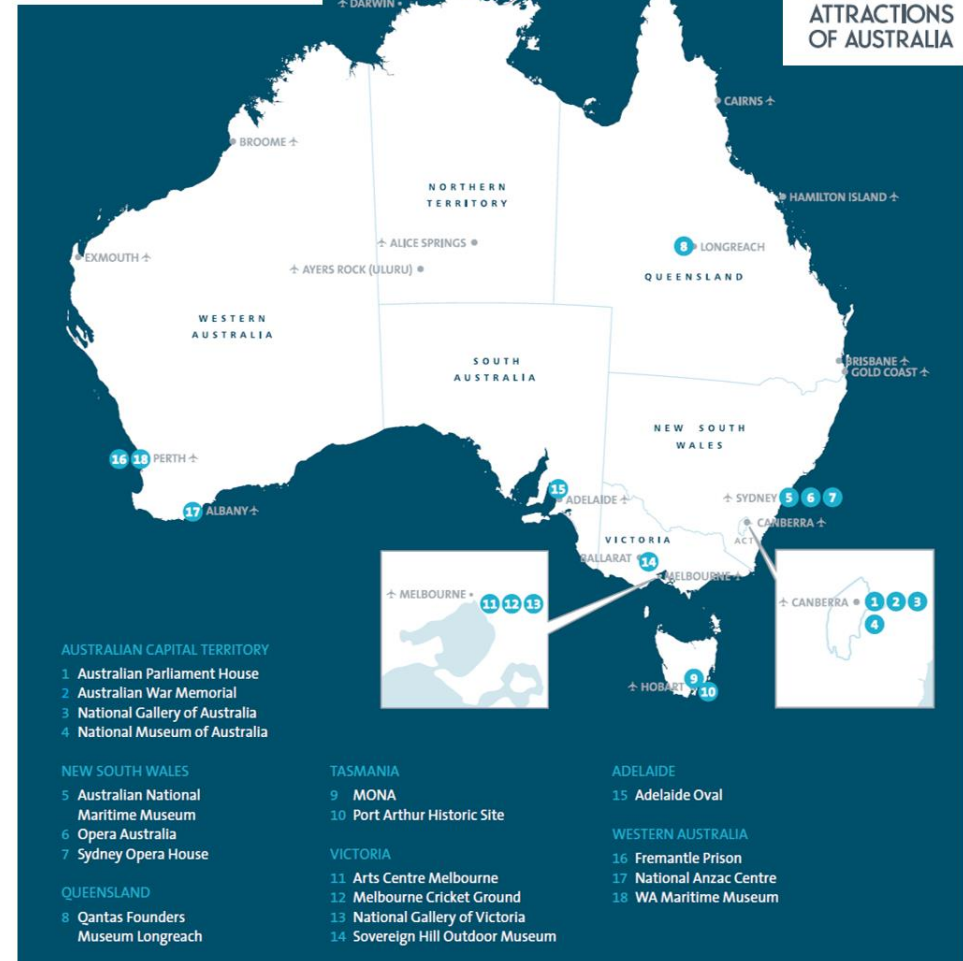 DARWIN
ATTRACTIONS
OF AUSTRALIA
CAIRNS
BROOME
NORTHERN
TERRITORY
HAMILTON ISLAND
ALICE SPRINGS
8 LONGREACH
EXMOUTH
AYERS ROCK (ULURU)
QUEENSLAND
WESTERN
AUSTRALIA
SOUTH
AUSTRALIA
BRISBANE
GOLD COAST
NEW SOUTH
WALES
16 18 PERTH
15
ADELAIDE
SYDNEY 5 6 7
17 ALBANY
CANBERRA
VICTORIA
ACT
BALLARAT 14
MELBOURNE
MELBOURNE
11 12 13
CANBERRA 1 2 3
4
HOBART 9
10
AUSTRALIAN CAPITAL TERRITORY
1 Australian Parliament House
2 Australian War Memorial
3 National Gallery of Australia
4 National Museum of Australia
NEW SOUTH WALES
5 Australian National
Maritime Museum
6 Opera Australia
7 Sydney Opera House
QUEENSLAND
8 Qantas Founders
Museum Longreach
TASMANIA
9 MONA
10 Port Arthur Historic Site
VICTORIA
11 Arts Centre Melbourne
12 Melbourne Cricket Ground
13 National Gallery of Victoria
14 Sovereign Hill Outdoor Museum
ADELAIDE
15 Adelaide Oval
WESTERN AUSTRALIA
16 Fremantle Prison
17 National Anzac Centre
18 WA Maritime Museum